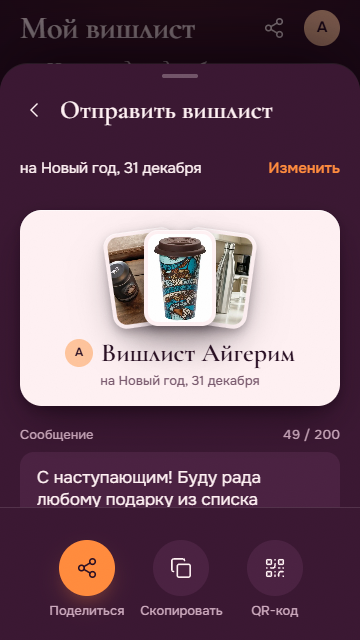 Мой вишлист
А
Отправить вишлист
на Новый год, 31 декабря
Изменить
А Вишлист Айгерим
на Новый год, 31 декабря
Сообщение
49 / 200
С наступающим! Буду рада
любому подарку из списка
Поделиться
Скопировать
QR-код